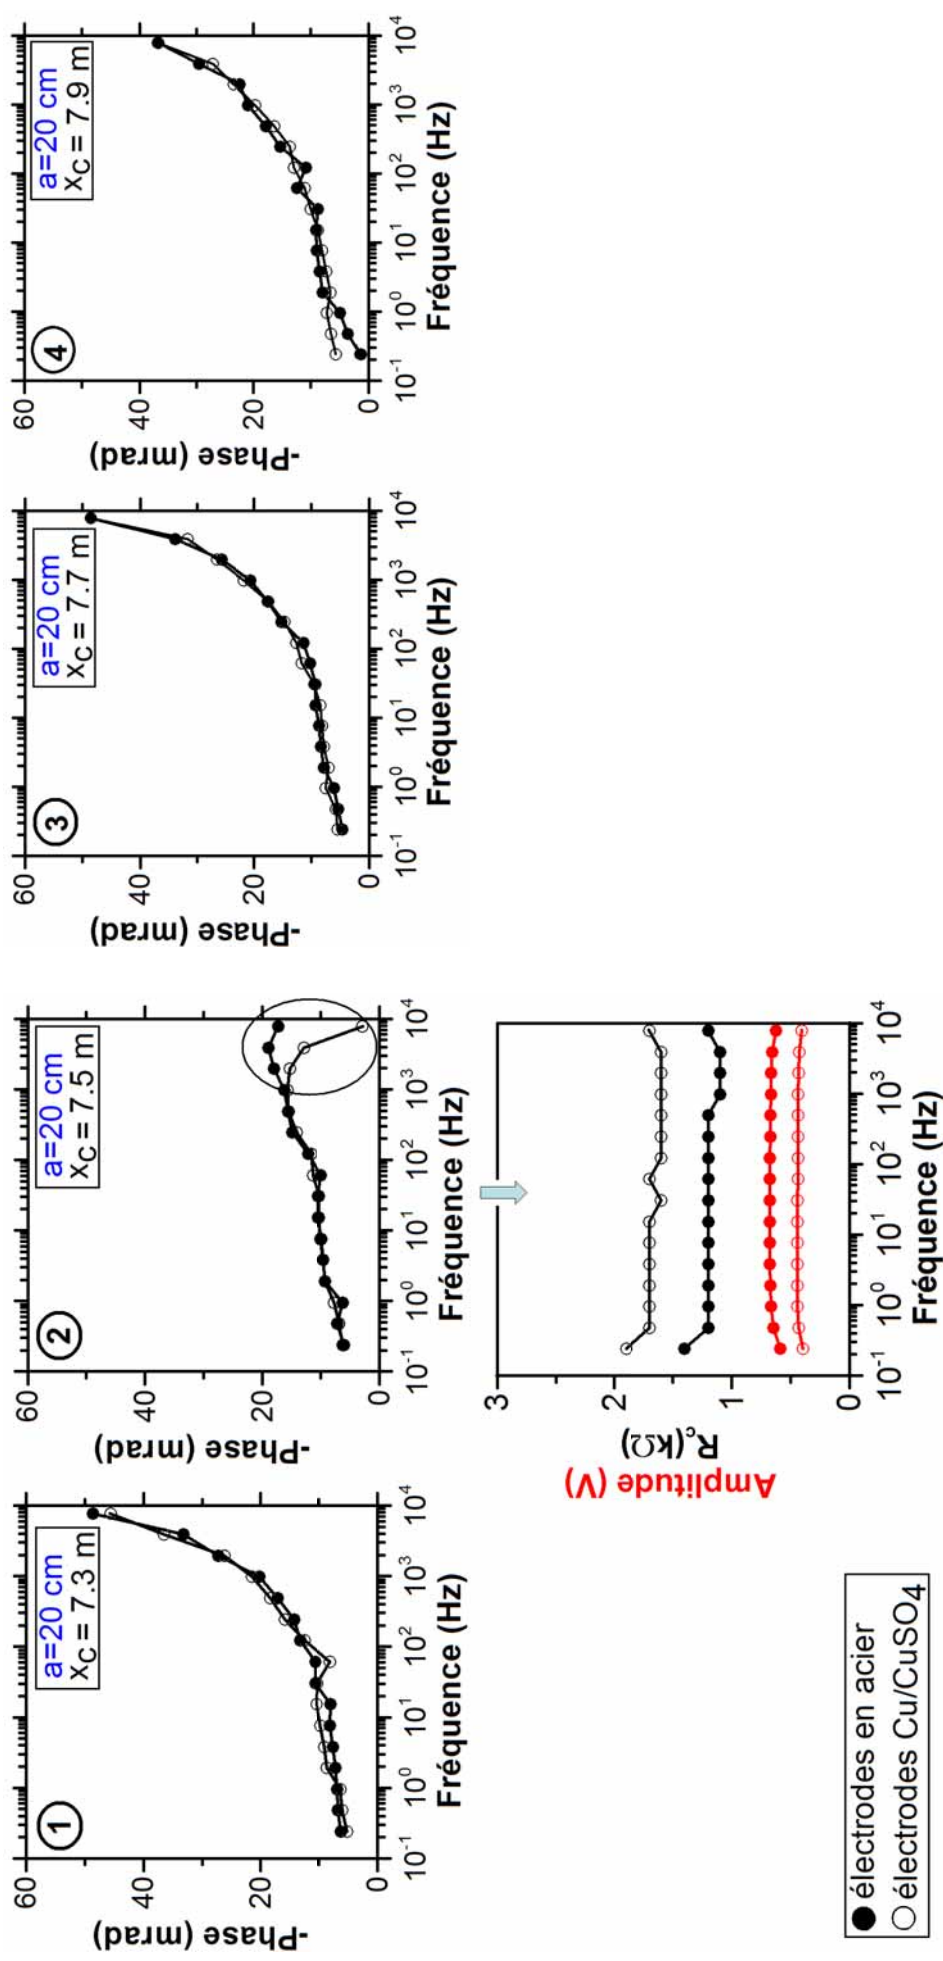 1
a=20 cm
xC = 7.3 m
60
40
20
0
-Phase (mrad)
10-1 100 101 102 103 104
Fréquence (Hz)
2
a=20 cm
xC = 7.5 m
60
40
20
0
-Phase (mrad)
10-1 100 101 102 103 104
Fréquence (Hz)
3
a=20 cm
xC = 7.7 m
60
40
20
0
-Phase (mrad)
10-1 100 101 102 103 104
Fréquence (Hz)
4
a=20 cm
xC = 7.9 m
60
40
20
0
-Phase (mrad)
10-1 100 101 102 103 104
Fréquence (Hz)
3
2
1
0
Amplitude (V)
Rc(kΩ)
10-1 100 101 102 103 104
Fréquence (Hz)
électrodes en acier
électrodes Cu/CuSO4